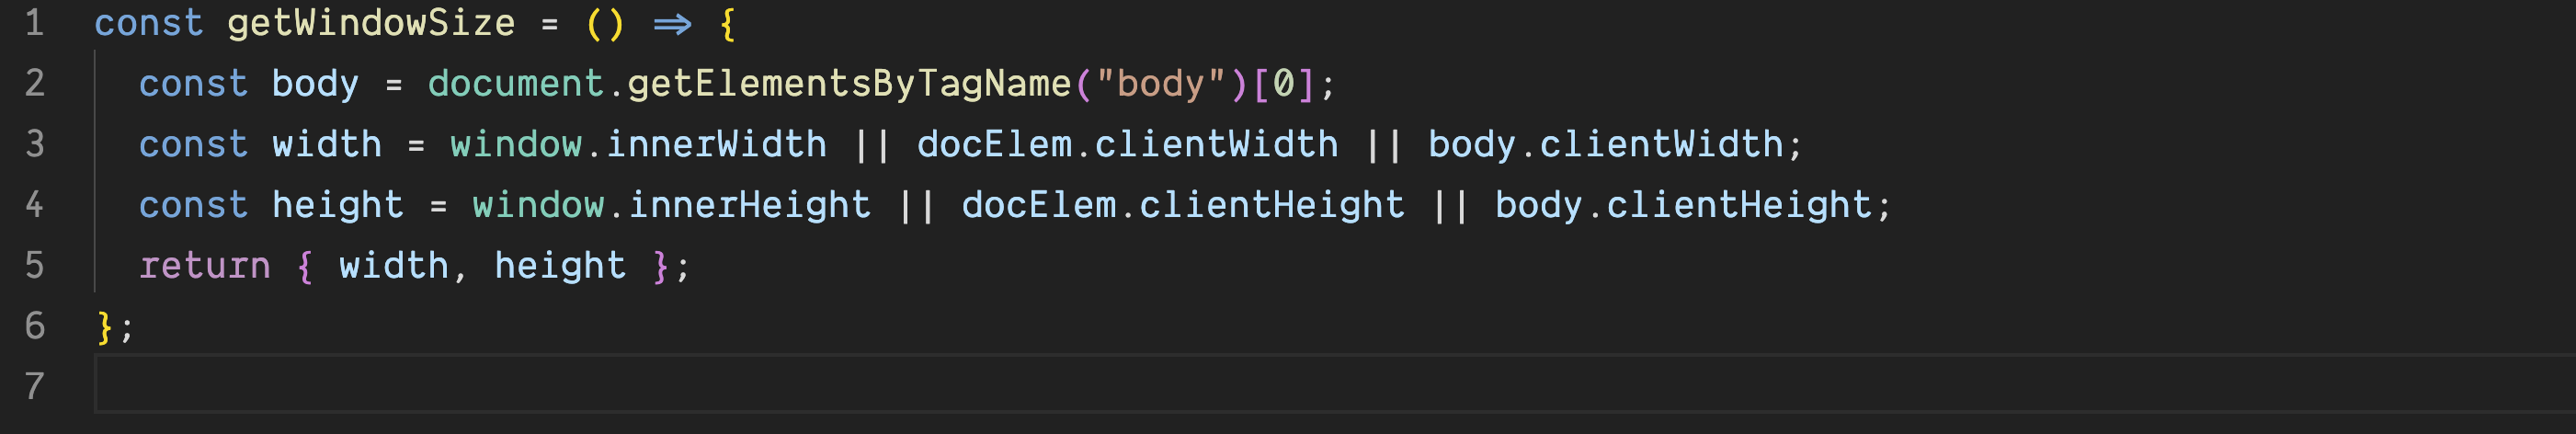 1 const getWindowSize = () => {
2 const body = document.getElementsByTagName("body")[0];
3 const width = window.innerWidth || docElem.clientWidth || body.clientWidth;
4 const height = window.innerHeight || docElem.clientHeight || body.clientHeight;
5 return { width, height };
6 };
7